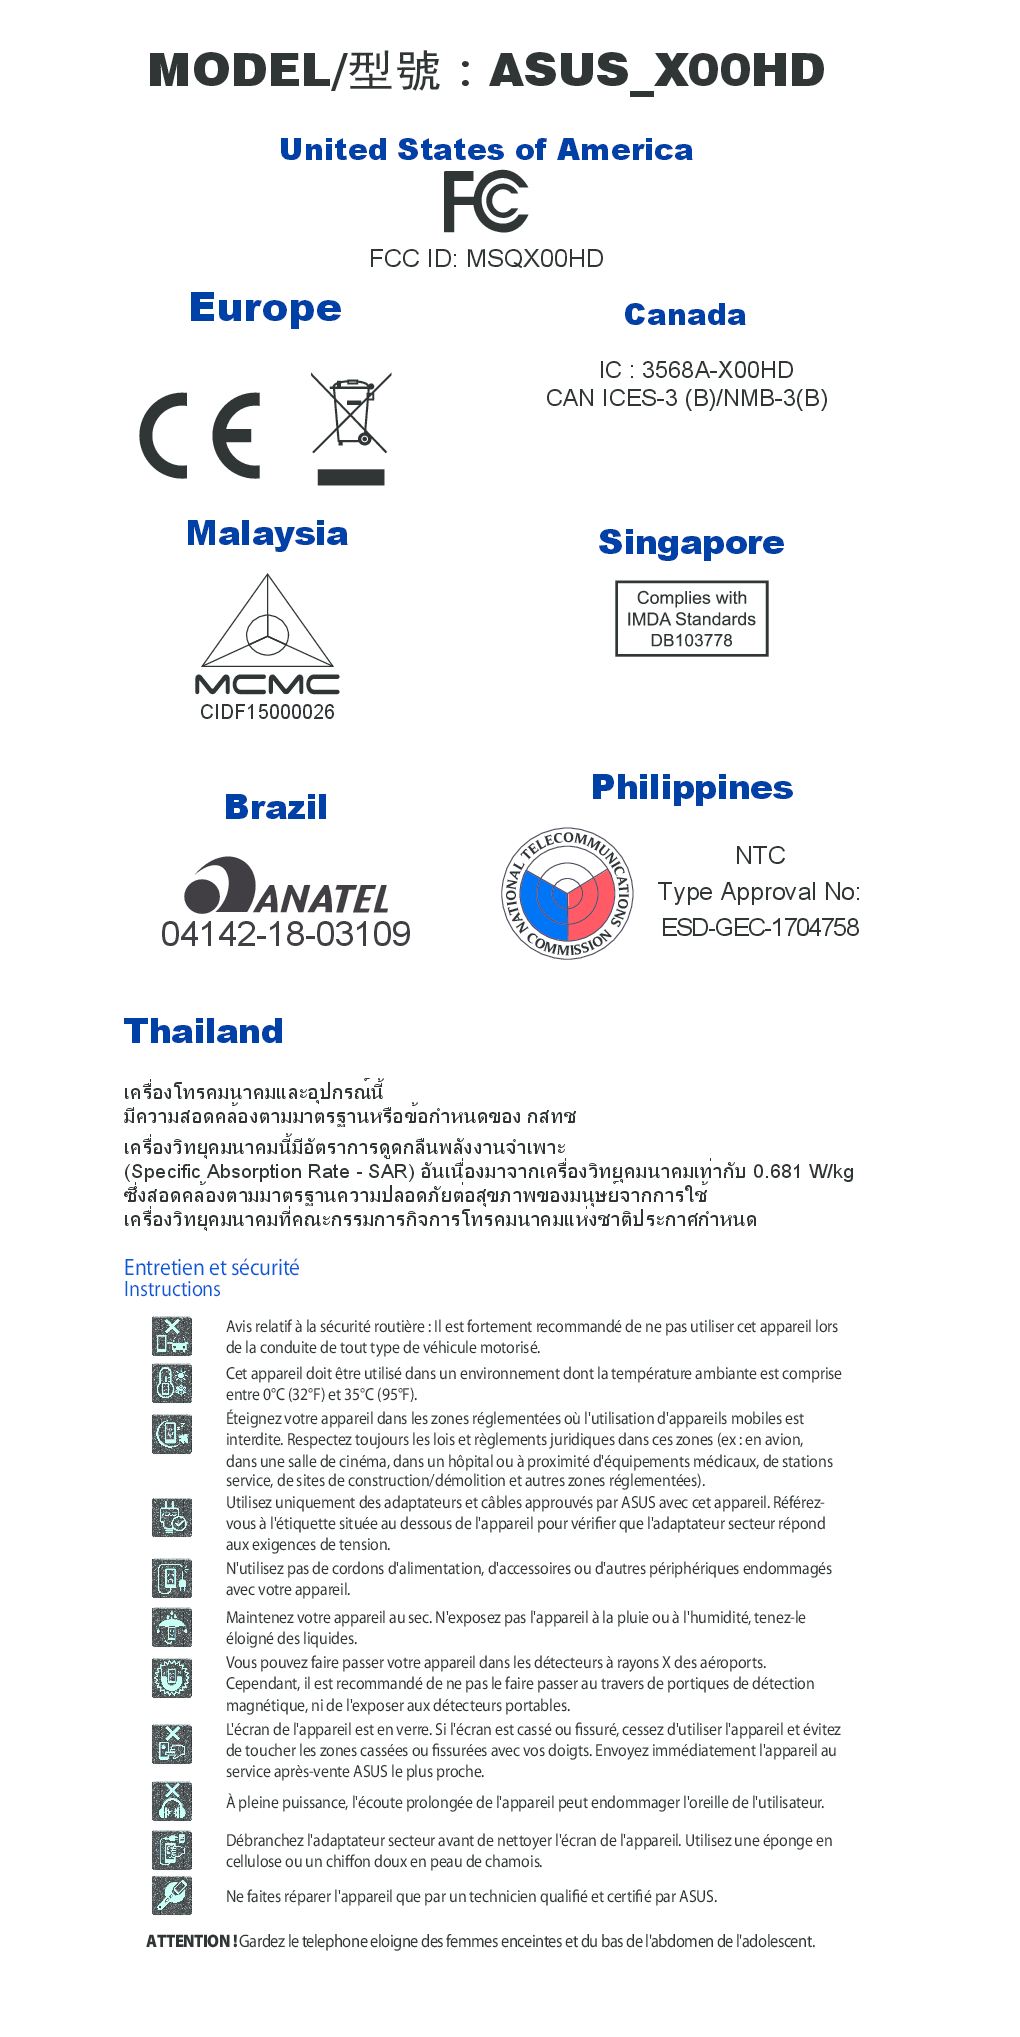 MODEL/型號 : ASUS_X00HD
United States of America
FC
FCC ID: MSQX00HD
Europe
CE
Canada
IC : 3568A-X00HD
CAN ICES-3 (B)/NMB-3(B)
Malaysia
MCMC
CIDF15000026
Singapore
Complies with
IMDA Standards
DB103778
Brazil
ANATEL
04142-18-03109
Philippines
NATIONAL TELECOMMUNICATIONS COMMISSION
NTC
Type Approval No:
ESD-GEC-1704758
Thailand
เครื่องโทรคมนาคมและอุปกรณ์นี้
มีความสอดคล้องตามมาตรฐานหรือข้อกำหนดของ กสทช
เครื่องวิทยุคมนาคมนี้มีอัตราการดูดกลืนพลังงานจำเพาะ
(Specific Absorption Rate - SAR) อันเนื่องมาจากเครื่องวิทยุคมนาคมเท่ากับ 0.681 W/kg
ซึ่งสอดคล้องตามมาตรฐานความปลอดภัยต่อสุขภาพของมนุษย์จากการใช้
เครื่องวิทยุคมนาคมที่คณะกรรมการกิจการโทรคมนาคมแห่งชาติประกาศกำหนด
Entretien et sécurité
Instructions
Avis relatif à la sécurité routière : Il est fortement recommandé de ne pas utiliser cet appareil lors
de la conduite de tout type de véhicule motorisé.
Cet appareil doit être utilisé dans un environnement dont la température ambiante est comprise
entre 0°C (32°F) et 35°C (95°F).
Éteignez votre appareil dans les zones réglementées où l'utilisation d'appareils mobiles est
interdite. Respectez toujours les lois et règlements juridiques dans ces zones (ex : en avion,
dans une salle de cinéma, dans un hôpital ou à proximité d'équipements médicaux, de stations
service, de sites de construction/démolition et autres zones réglementées).
Utilisez uniquement des adaptateurs et câbles approuvés par ASUS avec cet appareil. Référez-
vous à l'étiquette située au dessous de l'appareil pour vérifier que l'adaptateur secteur répond
aux exigences de tension.
N'utilisez pas de cordons d'alimentation, d'accessoires ou d'autres périphériques endommagés
avec votre appareil.
Maintenez votre appareil au sec. N'exposez pas l'appareil à la pluie ou à l'humidité, tenez-le
éloigné des liquides.
Vous pouvez faire passer votre appareil dans les détecteurs à rayons X des aéroports.
Cependant, il est recommandé de ne pas le faire passer au travers de portiques de détection
magnétique, ni de l'exposer aux détecteurs portables.
L'écran de l'appareil est en verre. Si l'écran est cassé ou fissuré, cessez d'utiliser l'appareil et évitez
de toucher les zones cassées ou fissurées avec vos doigts. Envoyez immédiatement l'appareil au
service après-vente ASUS le plus proche.
À pleine puissance, l'écoute prolongée de l'appareil peut endommager l'oreille de l'utilisateur.
Débranchez l'adaptateur secteur avant de nettoyer l'écran de l'appareil. Utilisez une éponge en
cellulose ou un chiffon doux en peau de chamois.
Ne faites réparer l'appareil que par un technicien qualifié et certifié par ASUS.
ATTENTION ! Gardez le telephone eloigne des femmes enceintes et du bas de l'abdomen de l'adolescent.